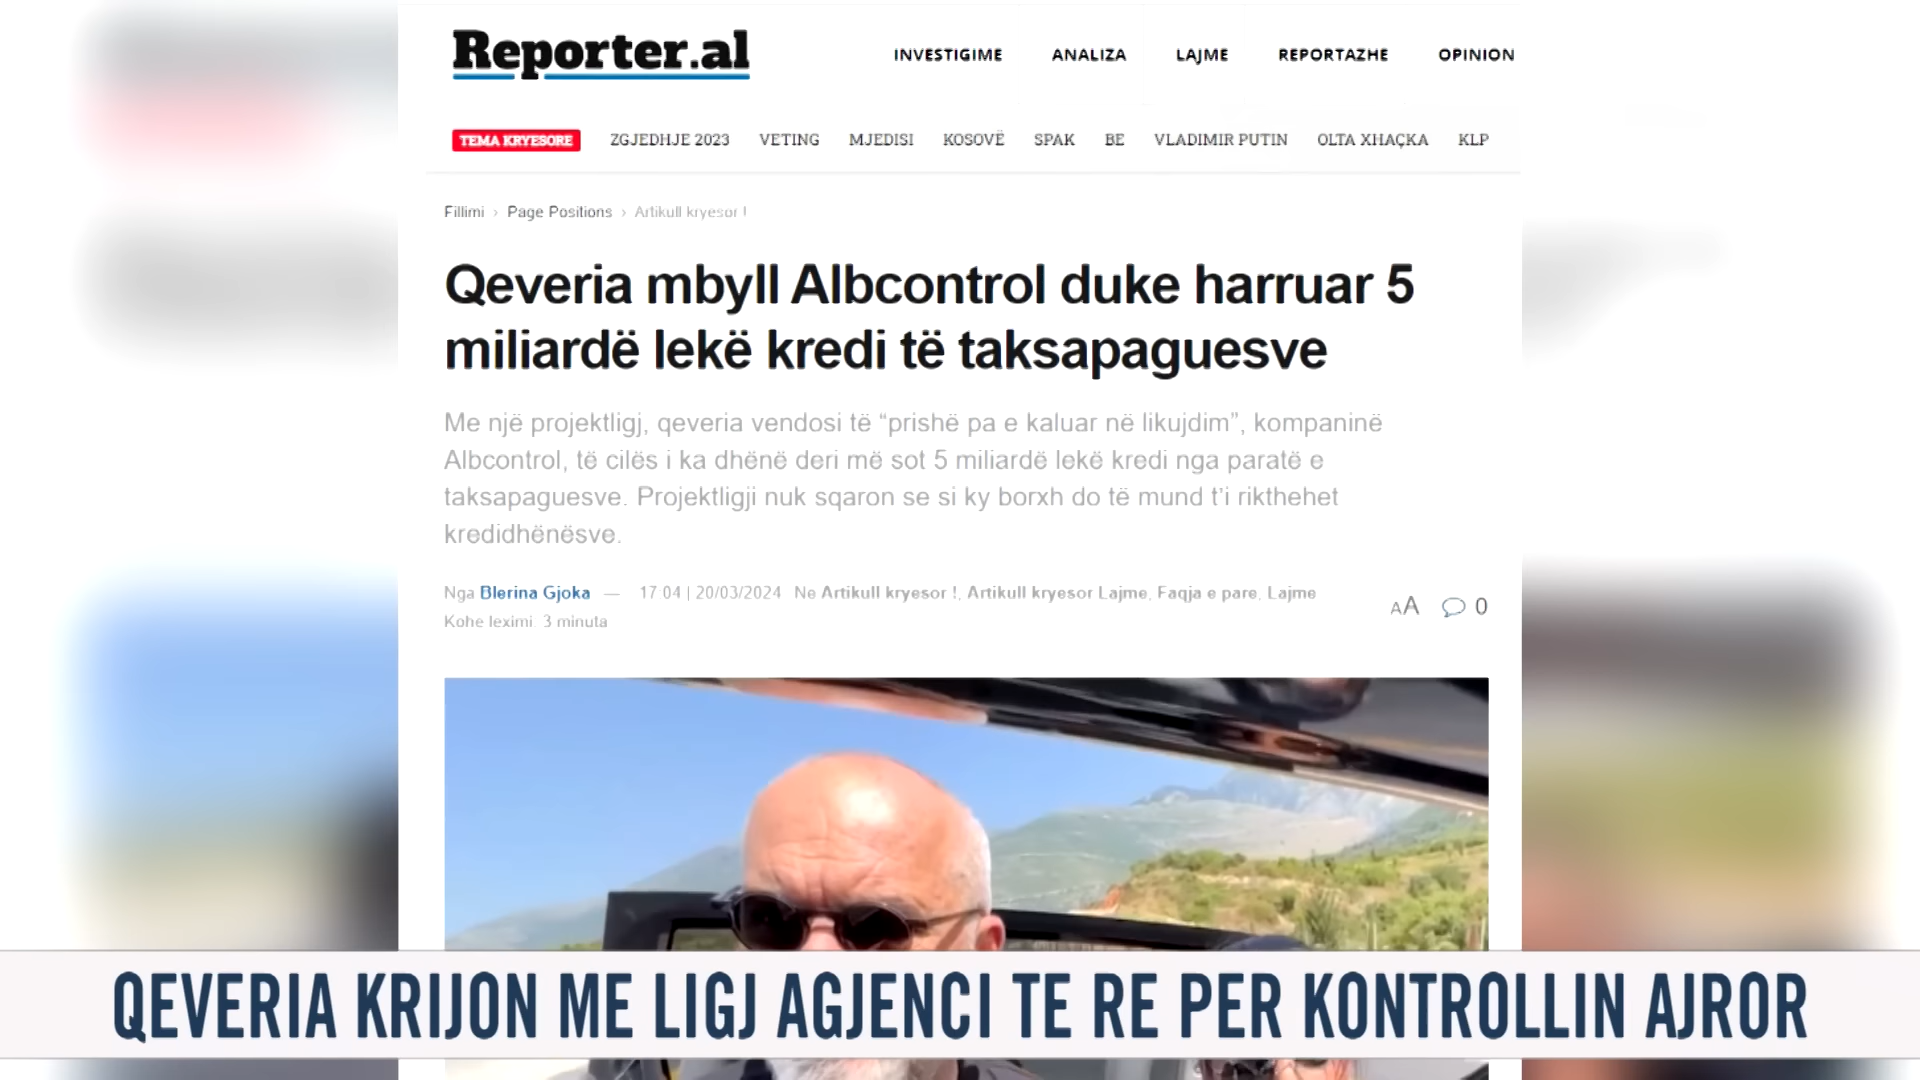 Reporter.al
INVESTIGIME ANALIZA LAJME REPORTAZHE OPINION
TEMA KRYESORE ZGJEDHJE 2023 VETING MJEDISI KOSOVË SPAK BE VLADIMIR PUTIN OLTA XHAÇKA KLP
Fillimi › Page Positions › Artikull kryesor !
Qeveria mbyll Albcontrol duke harruar 5
miliardë lekë kredi të taksapaguesve
Me një projektligj, qeveria vendosi të “prishë pa e kaluar në likujdim”, kompaninë
Albcontrol, të cilës i ka dhënë deri më sot 5 miliardë lekë kredi nga paratë e
taksapaguesve. Projektligji nuk sqaron se si ky borxh do të mund t’i rikthehet
kredidhënësve.
Nga Blerina Gjoka — 17 04 | 20/03/2024 Ne Artikull kryesor !, Artikull kryesor Lajme, Faqja e pare, Lajme
AA 0
Kohe leximi. 3 minuta
QEVERIA KRIJON ME LIGJ AGJENCI TE RE PER KONTROLLIN AJROR